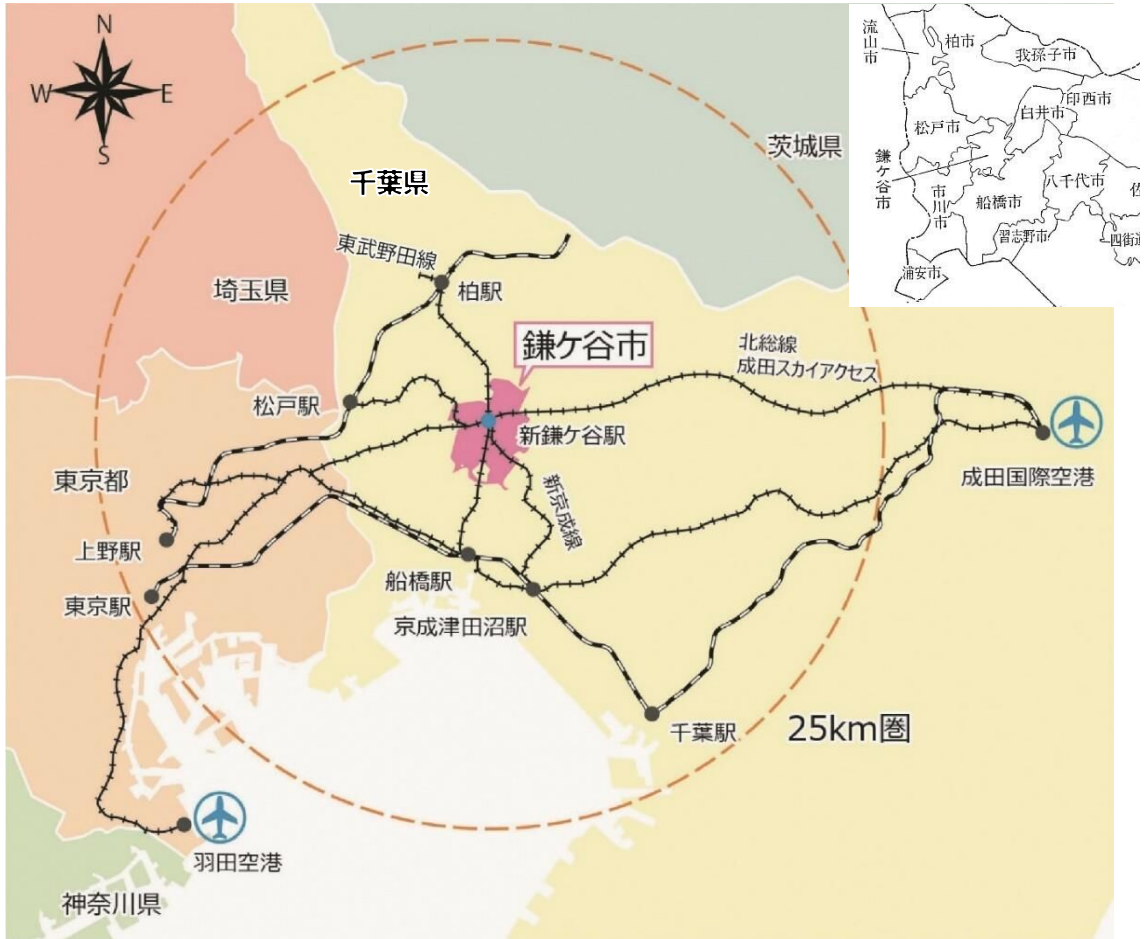 N
W
E
S
千葉県
茨城県
埼玉県
東武野田線
柏駅
鎌ケ谷市
北総線
成田スカイアクセス
松戸駅
新鎌ケ谷駅
成田国際空港
東京都
新京成線
上野駅
船橋駅
東京駅
京成津田沼駅
千葉駅
25km圏
羽田空港
神奈川県
流山市
柏市
我孫子市
印西市
白井市
松戸市
鎌ケ谷市
八千代市
市川市
船橋市
佐
習志野市
四街道
浦安市